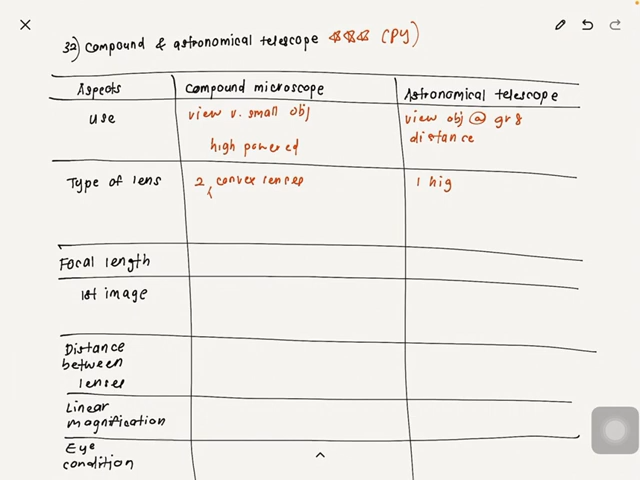 32) compound & astronomical telescope (PY)
Aspects Compound microscope Astronomical telescope
use view v. small obj view obj @ gr8 distance
high powered
Type of lens 2 convex lenses 1 hig
Focal length
1st image
Distance between lenses
Linear magnification
Eye condition